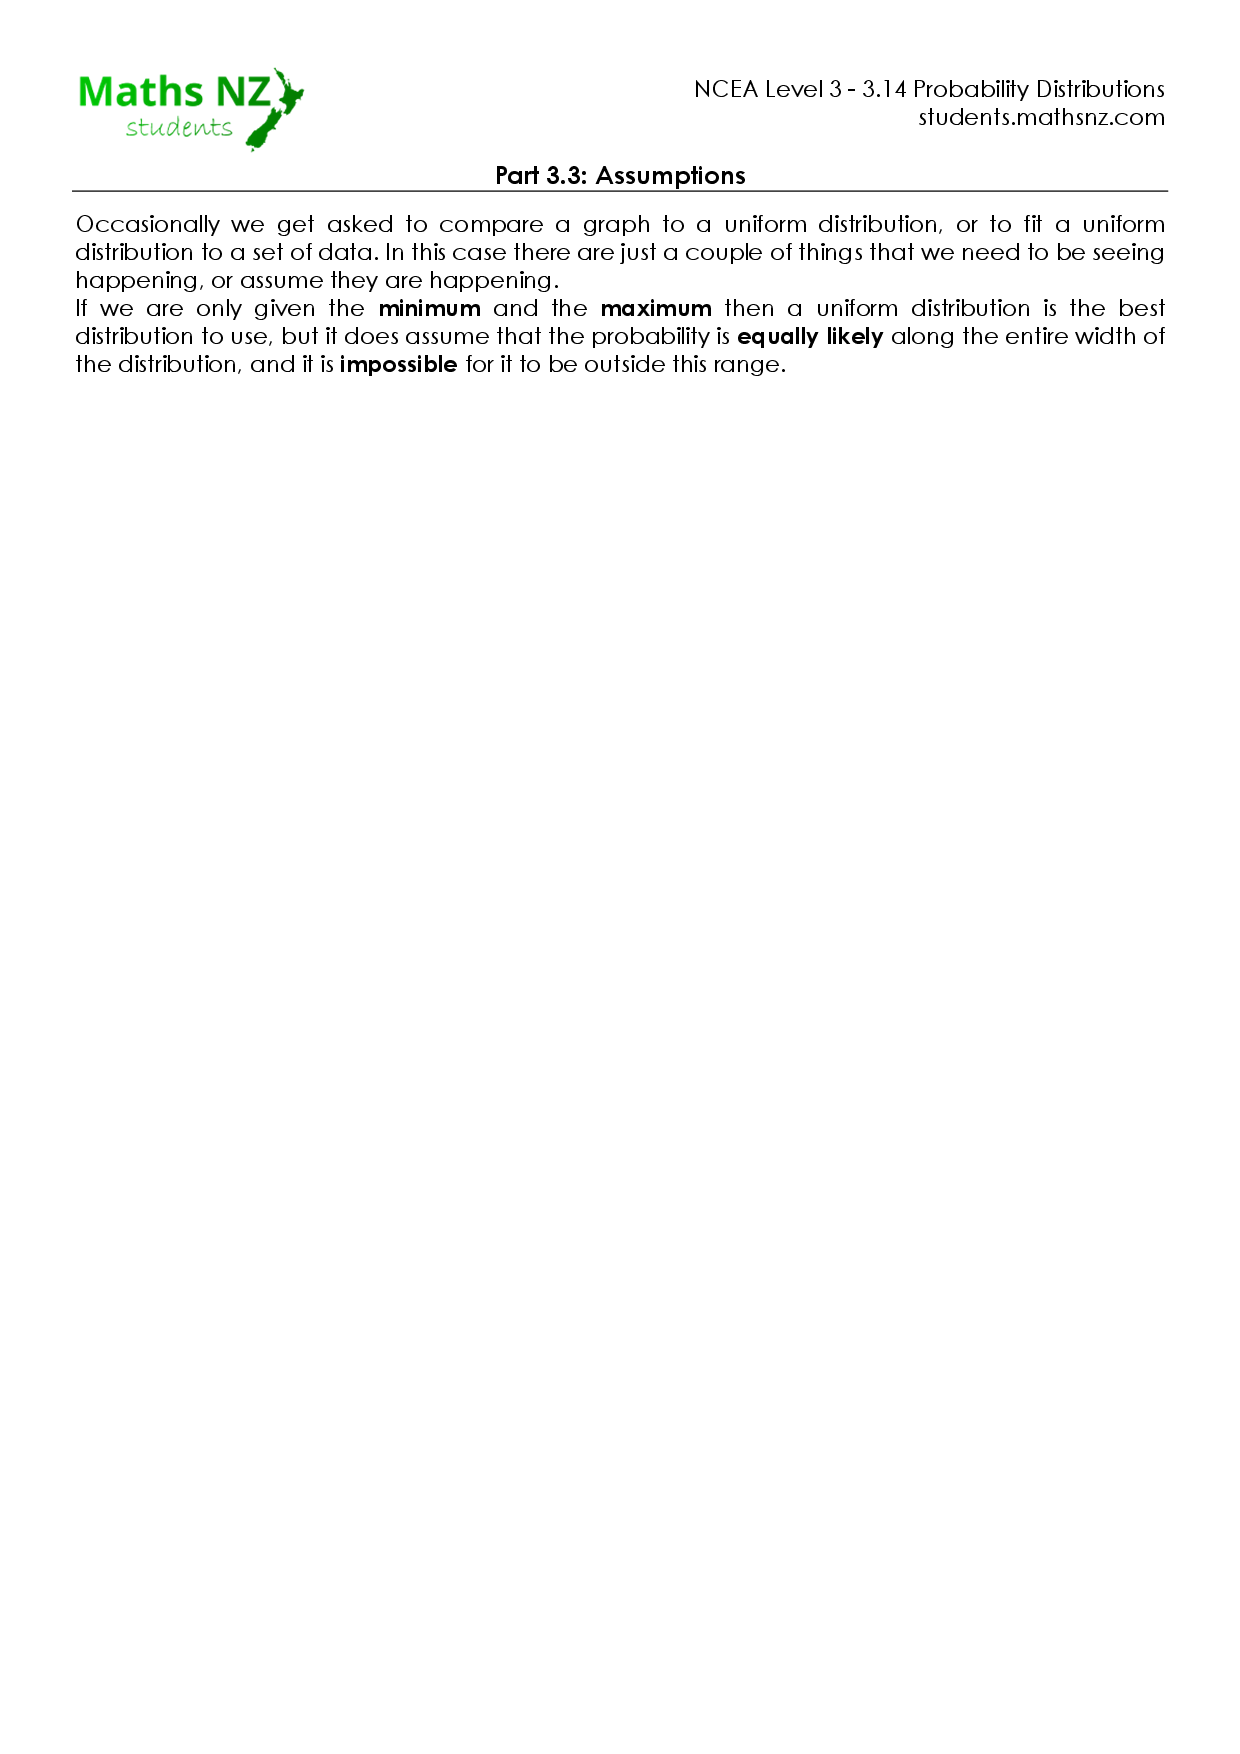 Maths NZ
students
NCEA Level 3 - 3.14 Probability Distributions
students.mathsnz.com
Part 3.3: Assumptions
Occasionally we get asked to compare a graph to a uniform distribution, or to fit a uniform
distribution to a set of data. In this case there are just a couple of things that we need to be seeing
happening, or assume they are happening.
If we are only given the minimum and the maximum then a uniform distribution is the best
distribution to use, but it does assume that the probability is equally likely along the entire width of
the distribution, and it is impossible for it to be outside this range.